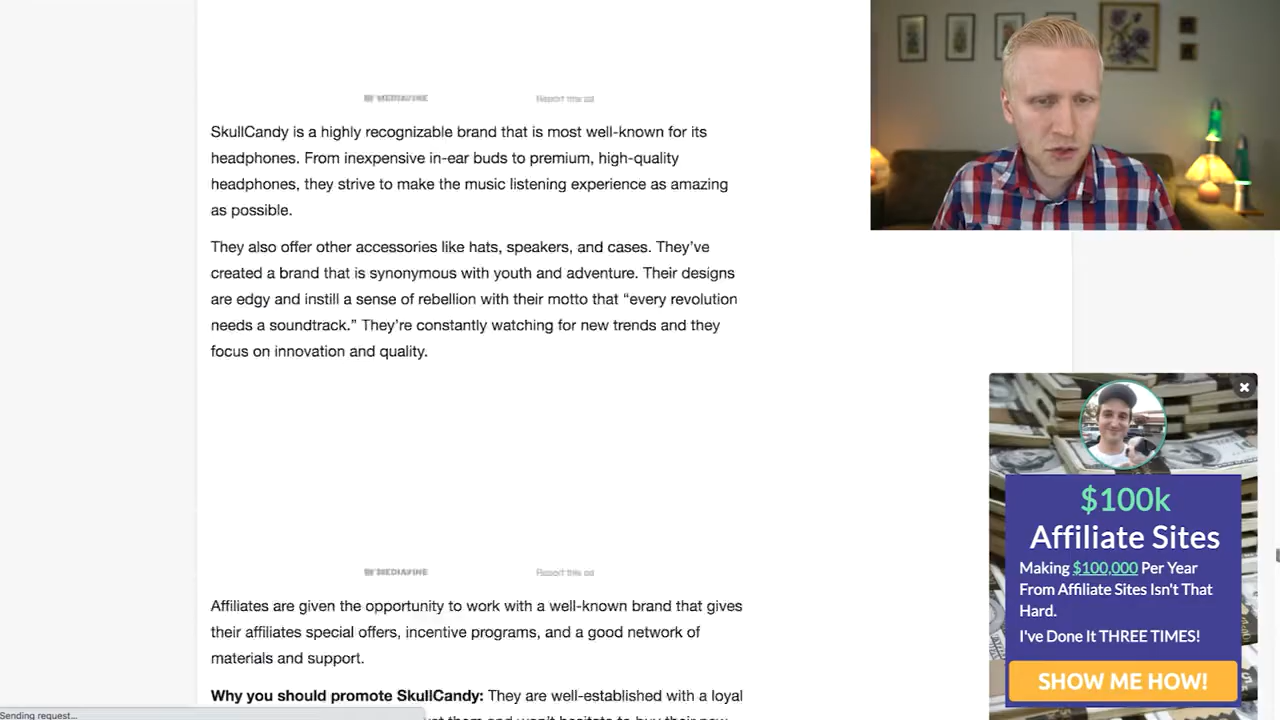 BY MEDIAVINE
Report this ad
SkullCandy is a highly recognizable brand that is most well-known for its
headphones. From inexpensive in-ear buds to premium, high-quality
headphones, they strive to make the music listening experience as amazing
as possible.
They also offer other accessories like hats, speakers, and cases. They’ve
created a brand that is synonymous with youth and adventure. Their designs
are edgy and instill a sense of rebellion with their motto that “every revolution
needs a soundtrack.” They’re constantly watching for new trends and they
focus on innovation and quality.
BY MEDIAVINE
Report this ad
Affiliates are given the opportunity to work with a well-known brand that gives
their affiliates special offers, incentive programs, and a good network of
materials and support.
Why you should promote SkullCandy: They are well-established with a loyal
$100k
Affiliate Sites
Making $100,000 Per Year
From Affiliate Sites Isn't That
Hard.
I've Done It THREE TIMES!
SHOW ME HOW!
Sending request...